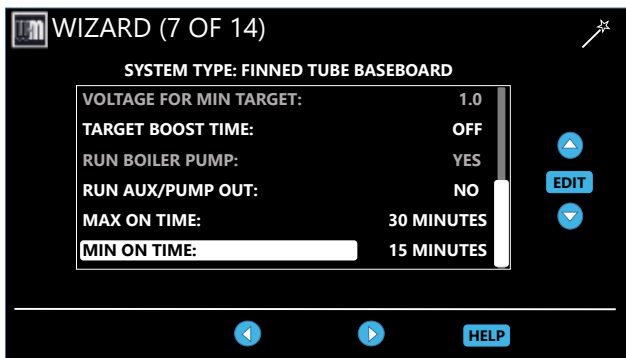 WIZARD (7 OF 14)
SYSTEM TYPE: FINNED TUBE BASEBOARD
VOLTAGE FOR MIN TARGET: 1.0
TARGET BOOST TIME: OFF
RUN BOILER PUMP: YES
RUN AUX/PUMP OUT: NO
MAX ON TIME: 30 MINUTES
MIN ON TIME: 15 MINUTES
EDIT
HELP